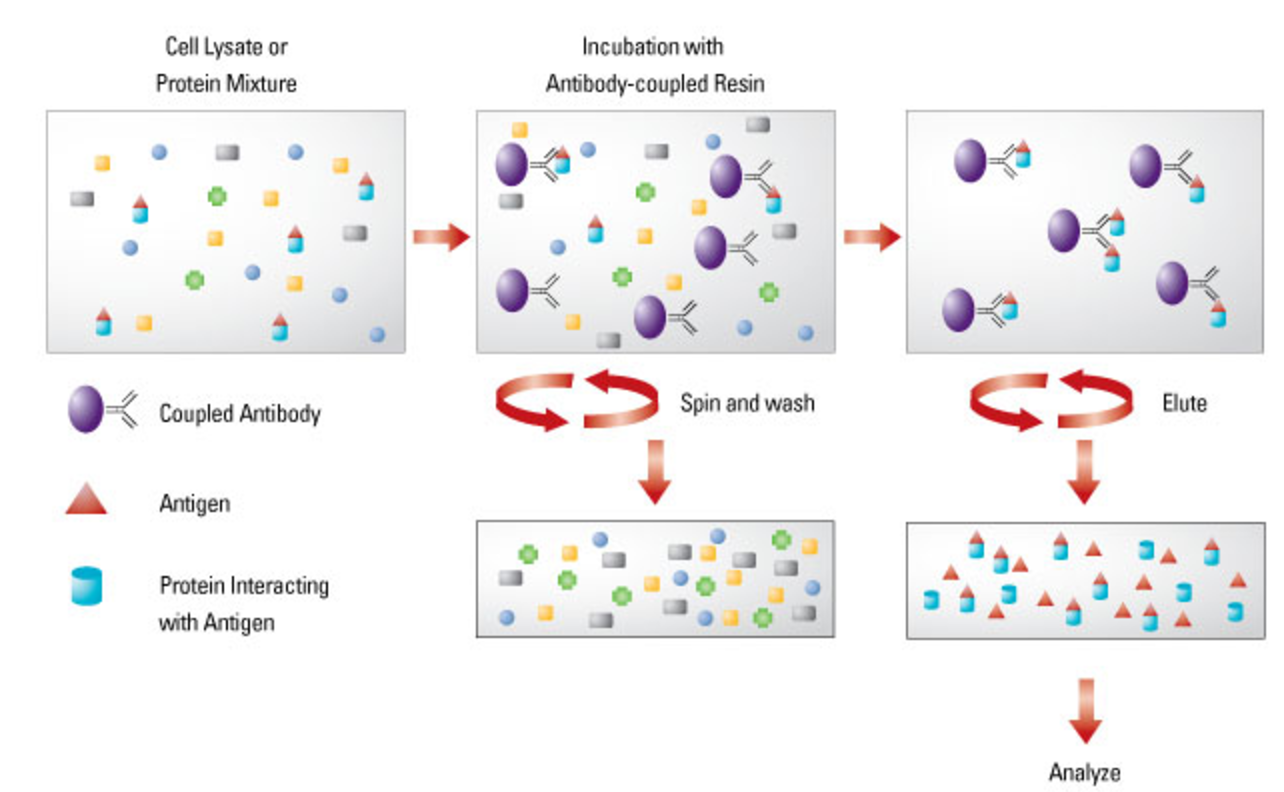 Cell Lysate or
Protein Mixture
Incubation with
Antibody-coupled Resin
Coupled Antibody
Antigen
Protein Interacting
with Antigen
Spin and wash
Elute
Analyze